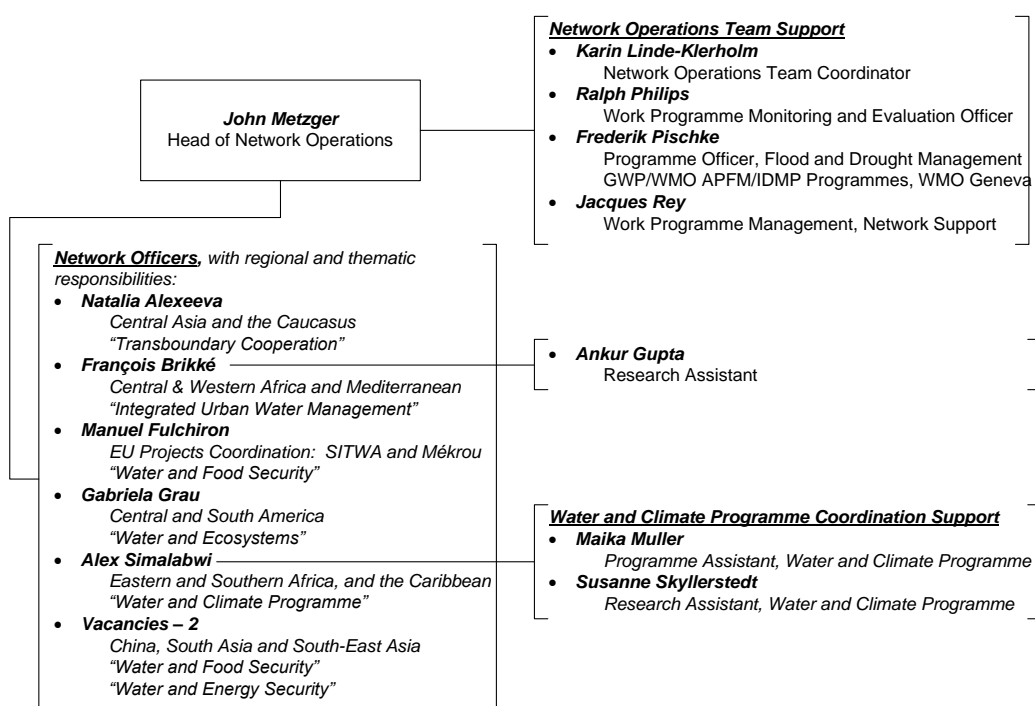 John Metzger
Head of Network Operations
Network Operations Team Support
• Karin Linde-Klerholm
Network Operations Team Coordinator
• Ralph Philips
Work Programme Monitoring and Evaluation Officer
• Frederik Pischke
Programme Officer, Flood and Drought Management
GWP/WMO APFM/IDMP Programmes, WMO Geneva
• Jacques Rey
Work Programme Management, Network Support
Network Officers, with regional and thematic
responsibilities:
• Natalia Alexeeva
Central Asia and the Caucasus
“Transboundary Cooperation”
• François Brikké
Central & Western Africa and Mediterranean
“Integrated Urban Water Management”
• Manuel Fulchiron
EU Projects Coordination: SITWA and Mékrou
“Water and Food Security”
• Gabriela Grau
Central and South America
“Water and Ecosystems”
• Alex Simalabwi
Eastern and Southern Africa, and the Caribbean
“Water and Climate Programme”
• Vacancies – 2
China, South Asia and South-East Asia
“Water and Food Security”
“Water and Energy Security”
• Ankur Gupta
Research Assistant
Water and Climate Programme Coordination Support
• Maika Muller
Programme Assistant, Water and Climate Programme
• Susanne Skyllerstedt
Research Assistant, Water and Climate Programme